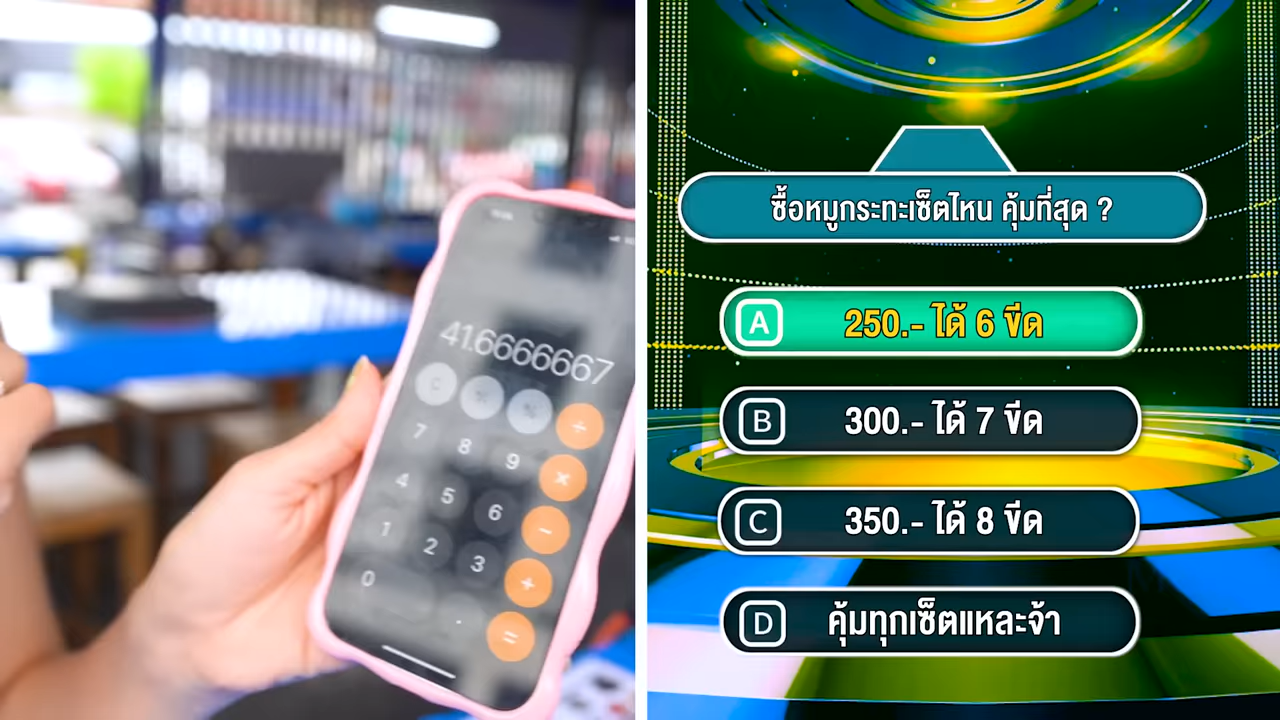 41.6666667
7 8 9 ÷
4 5 6 ×
1 2 3 −
0 . +
=
ซื้อหมูกระทะเซ็ตไหน คุ้มที่สุด ?
A 250.- ได้ 6 ขีด
B 300.- ได้ 7 ขีด
C 350.- ได้ 8 ขีด
D คุ้มทุกเซ็ตแหละจ้า